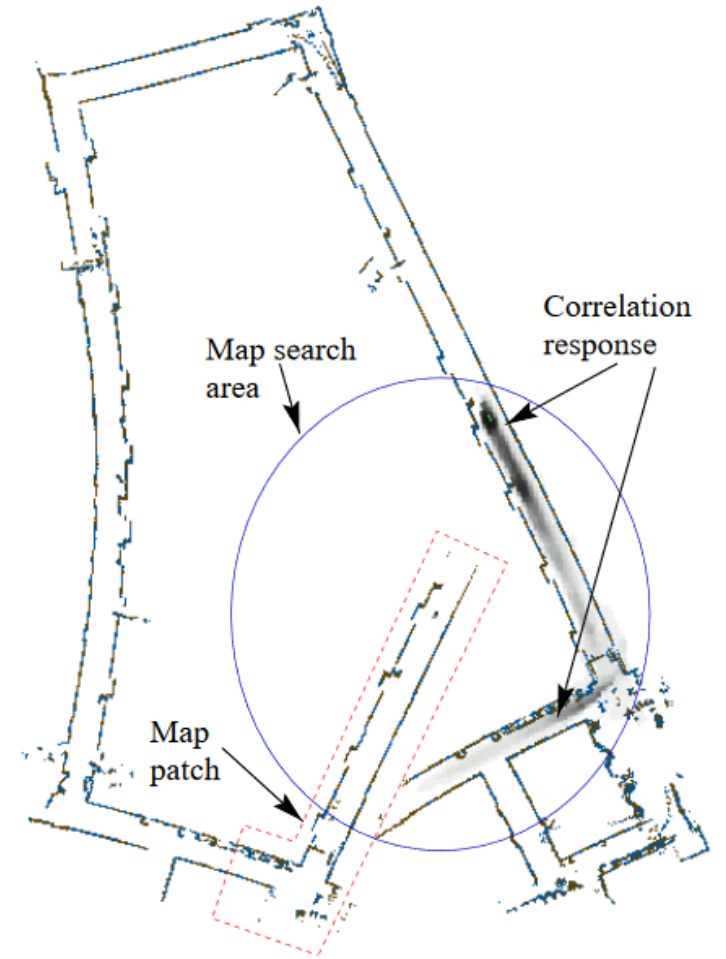 Correlation
response
Map search
area
Map
patch